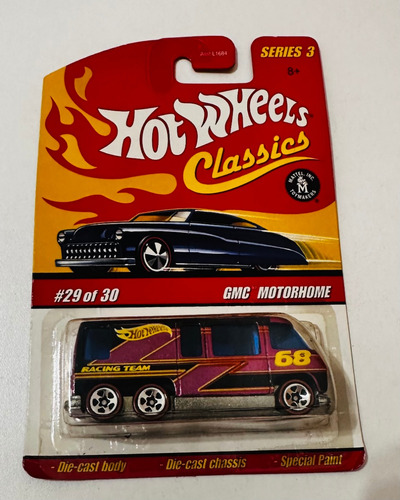 SERIES 3
8+
HOT WHEELS
Classics
MATTEL, INC.
TOYMAKERS
#29 of 30
GMC® MOTORHOME
HOT WHEELS
RACING TEAM
68
- Die-cast body
- Die-cast chassis
- Special Paint